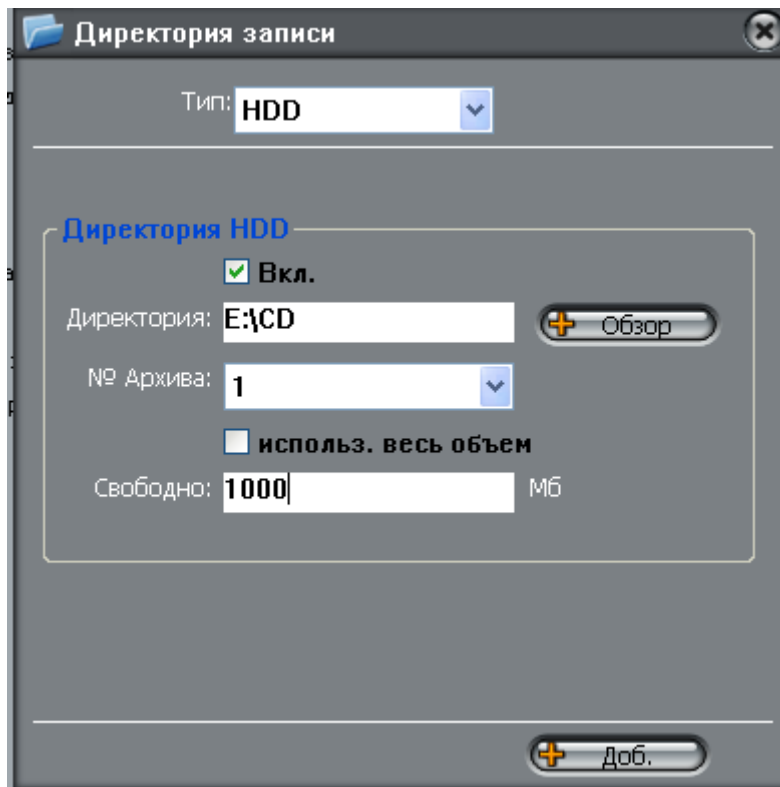 Директория записи
Тип: HDD
Директория HDD
Вкл.
Директория: E:\CD Обзор
№ Архива: 1
использ. весь объем
Свободно: 1000 Мб
Доб.